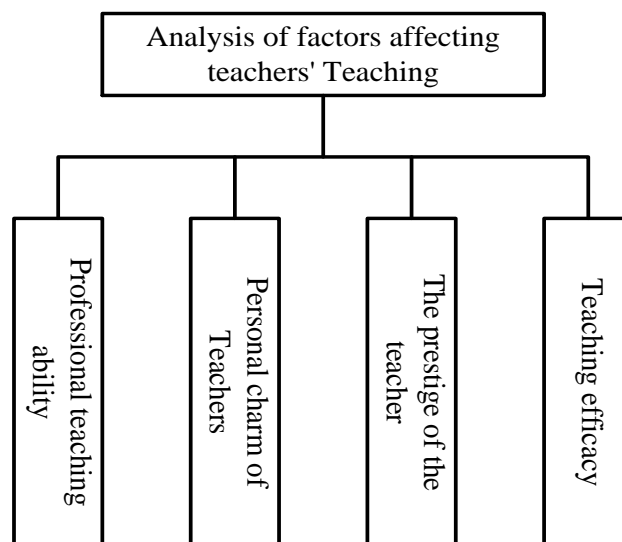 Analysis of factors affecting
teachers' Teaching
Professional teaching
ability
Personal charm of
Teachers
The prestige of the
teacher
Teaching efficacy